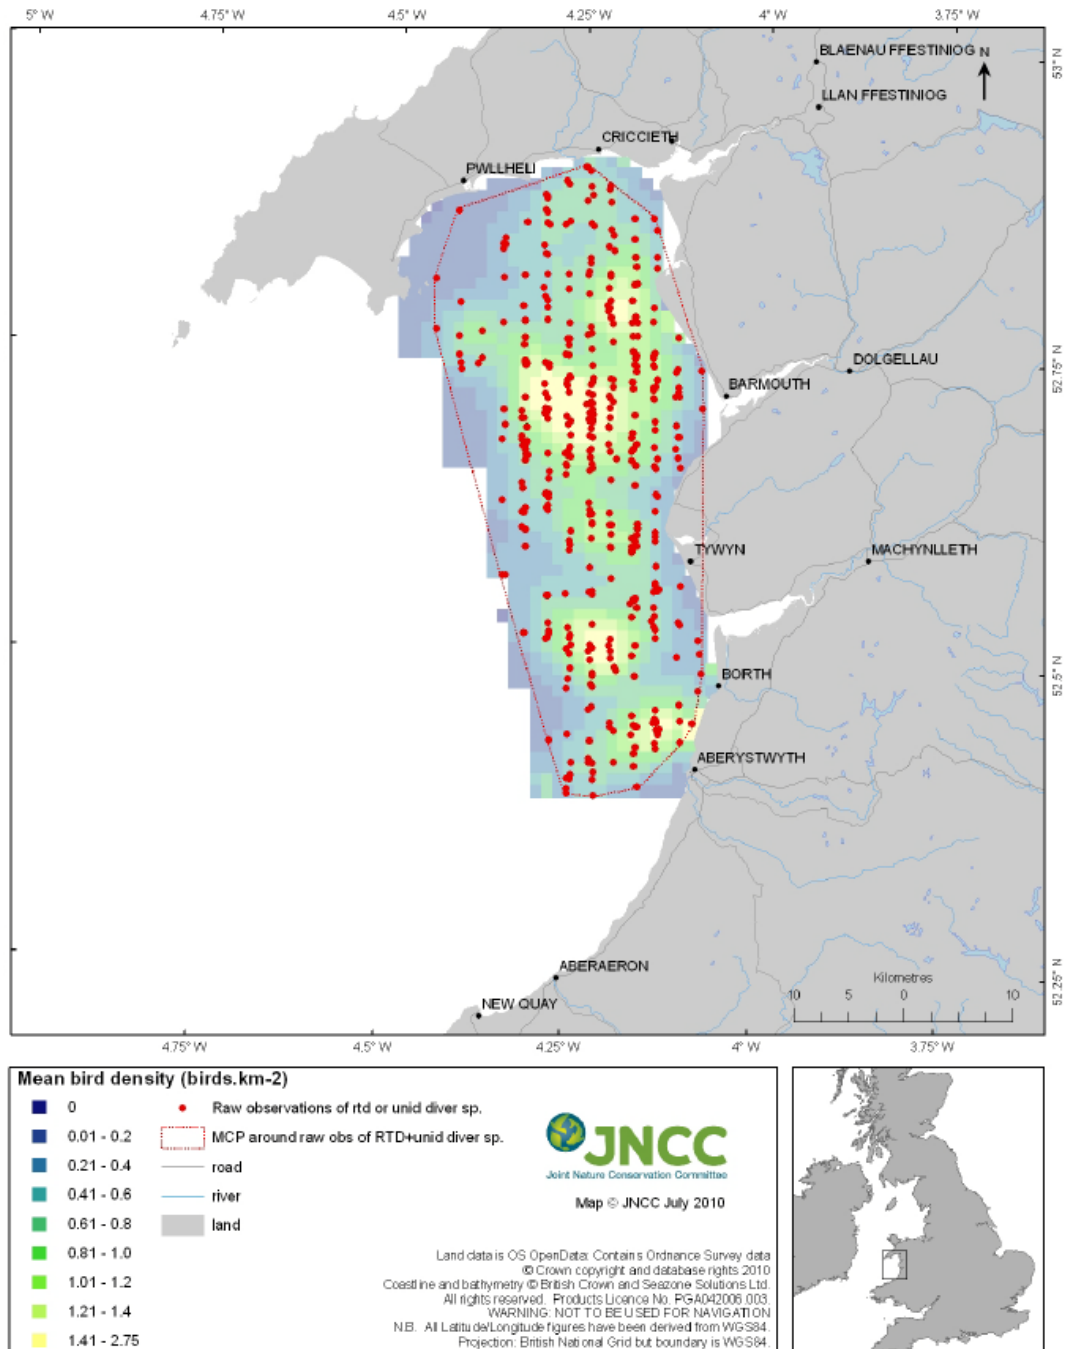 5° W 4.75° W 4.5° W 4.25° W 4° W 3.75° W
BLAENAU FFESTINIOG N
53° N
LLAN FFESTINIOG
CRICCIETH
PWLLHELI
DOLGELLAU
52.75° N 52.75° N
BARMOUTH
TYWYN
MACHYNLLETH
52.5° N 52.5° N
BORTH
ABERYSTWYTH
ABERAERON
Kilometres
10 5 0 10
52.25° N
NEW QUAY
4.75° W 4.5° W 4.25° W 4° W 3.75° W
Mean bird density (birds.km-2)
0
0.01 - 0.2
0.21 - 0.4
0.41 - 0.6
0.61 - 0.8
0.81 - 1.0
1.01 - 1.2
1.21 - 1.4
1.41 - 2.75
Raw observations of rtd or unid diver sp.
MCP around raw obs of RTD+unid diver sp.
road
river
land
JNCC
Joint Nature Conservation Committee
Map © JNCC July 2010
Land data is OS OpenData: Contains Ordnance Survey data
© Crown copyright and database rights 2010
Coastline and bathymetry © British Crown and Seazone Solutions Ltd.
All rights reserved. Products Licence No. PGA042006.003.
WARNING: NOT TO BE USED FOR NAVIGATION
N.B. All Latitude/Longitude figures have been derived from WGS84.
Projection: British National Grid but boundary is WGS84.